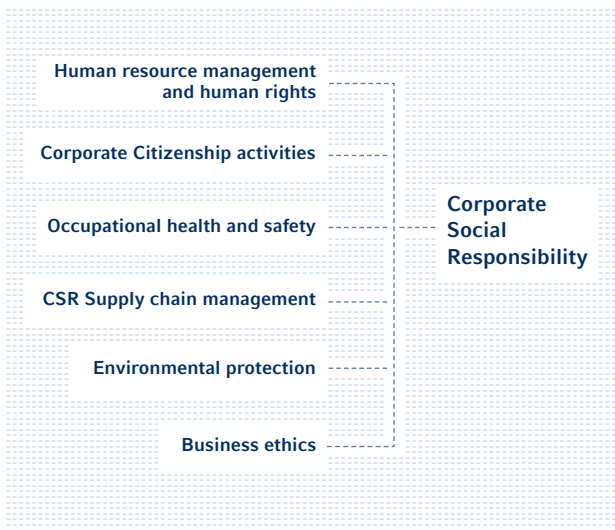 Human resource management
and human rights
Corporate Citizenship activities
Occupational health and safety
CSR Supply chain management
Environmental protection
Business ethics
Corporate
Social
Responsibility